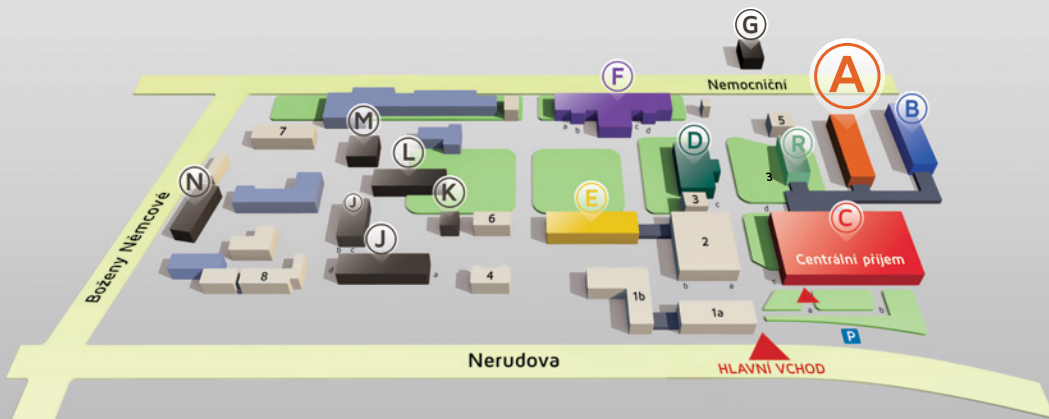 G
A
F
Nemocniční
B
a
b
c
d
5
M
7
D
R
L
3
K
N
E
J
3
c
d
C
6
J
2
b
c
Centrální příjem
Boženy Němcové
d
a
8
4
b
a
c
1b
1a
a
b
P
Nerudova
HLAVNÍ VCHOD